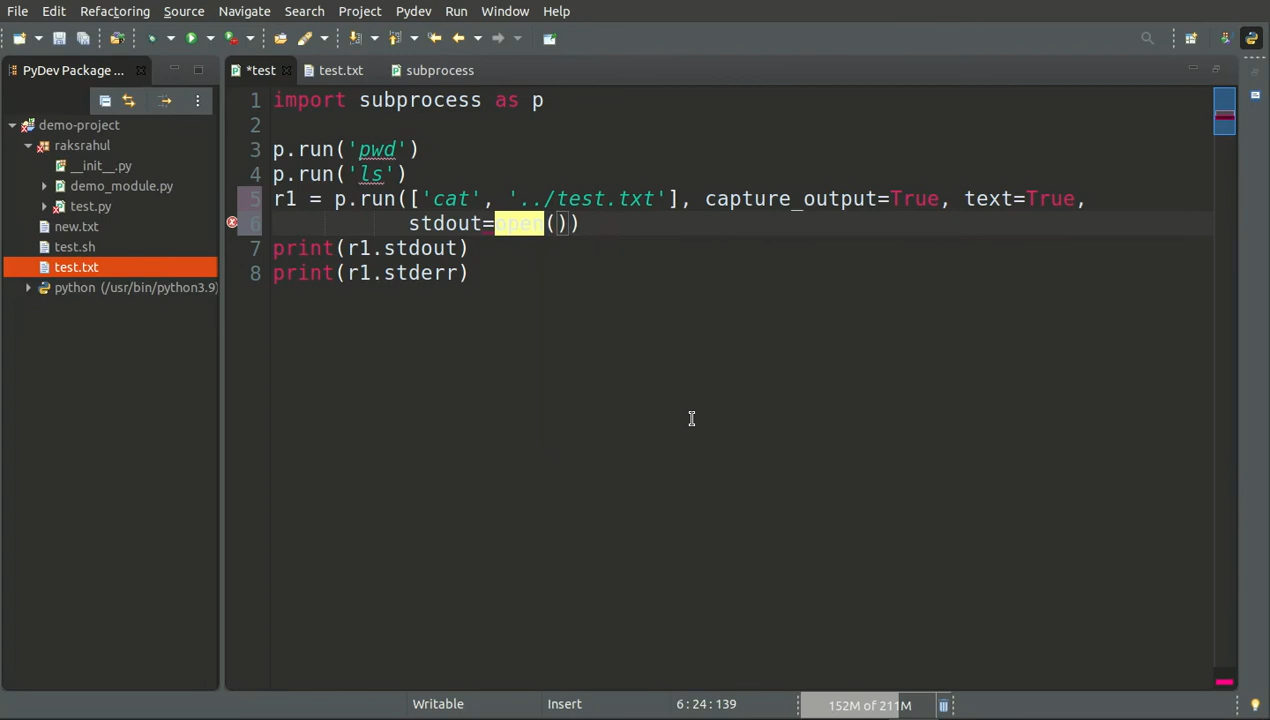 File Edit Refactoring Source Navigate Search Project Pydev Run Window Help
PyDev Package ... *test test.txt subprocess
demo-project
raksrahul
__init__.py
demo_module.py
test.py
new.txt
test.sh
test.txt
python (/usr/bin/python3.9)
1 import subprocess as p
2
3 p.run('pwd')
4 p.run('ls')
5 r1 = p.run(['cat', '../test.txt'], capture_output=True, text=True,
6 stdout=open())
7 print(r1.stdout)
8 print(r1.stderr)
Writable Insert 6 : 24 : 139 152M of 211M